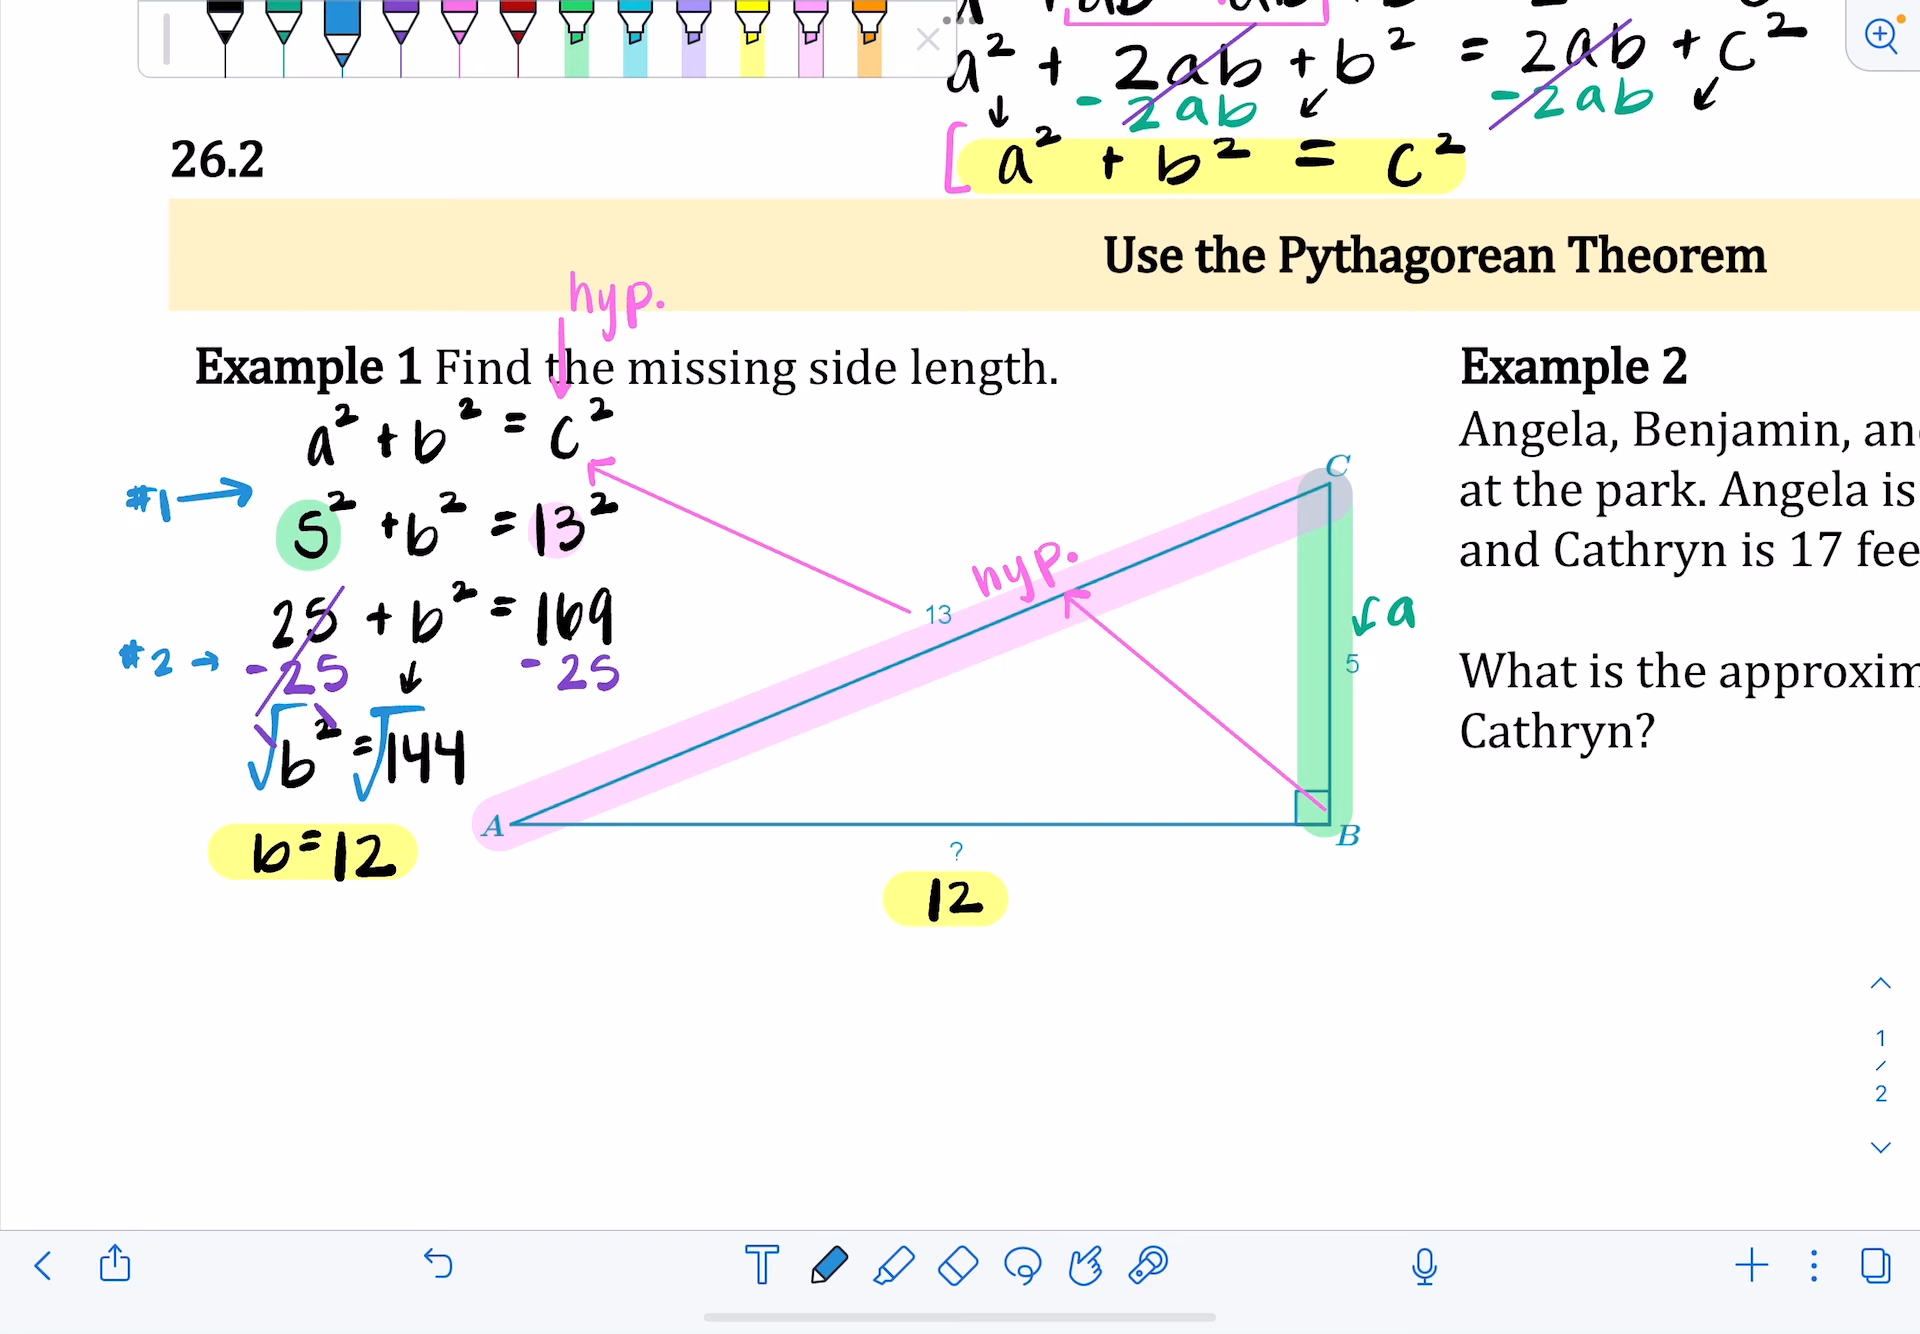 a² + 2ab + b² = 2ab + c²
- 2ab - 2ab
26.2
a² + b² = c²
Use the Pythagorean Theorem
hyp.
Example 1 Find the missing side length.
a² + b² = c²
#1 →
5² + b² = 13²
25 + b² = 169
#2 → - 25 - 25
√b² = √144
b = 12
C
hyp.
13
a
5
A
B
?
12
Example 2
Angela, Benjamin, an
at the park. Angela is
and Cathryn is 17 fee
What is the approxim
Cathryn?
1
/
2
T